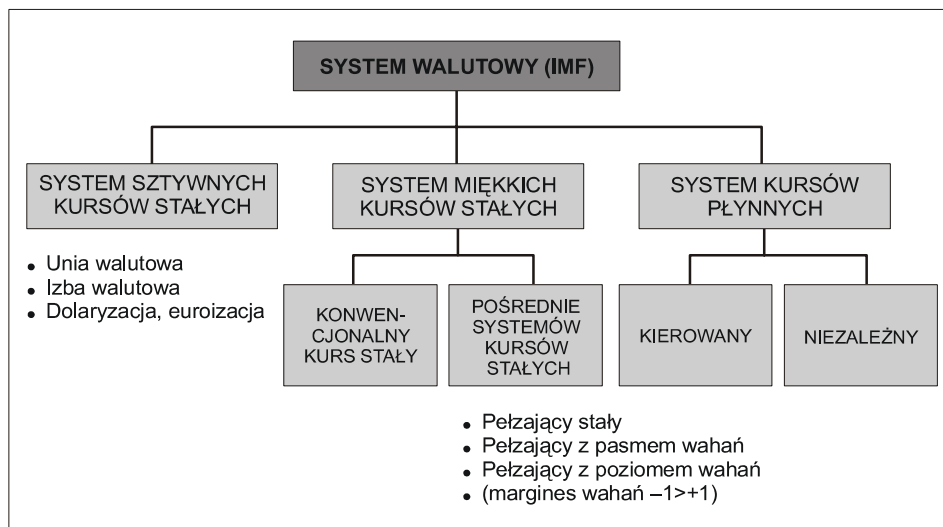 SYSTEM WALUTOWY (IMF)
SYSTEM SZTYWNYCH
KURSÓW STAŁYCH
SYSTEM MIĘKKICH
KURSÓW STAŁYCH
SYSTEM KURSÓW
PŁYNNYCH
• Unia walutowa
• Izba walutowa
• Dolaryzacja, euroizacja
KONWEN-
CJONALNY
KURS STAŁY
POŚREDNIE
SYSTEMÓW
KURSÓW
STAŁYCH
KIEROWANY
NIEZALEŻNY
• Pełzający stały
• Pełzający z pasmem wahań
• Pełzający z poziomem wahań
• (margines wahań –1>+1)